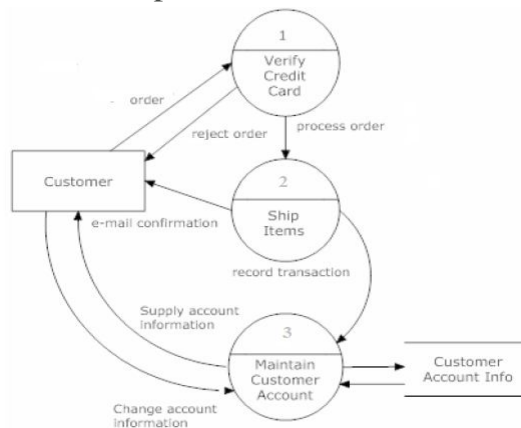 1
Verify
Credit
Card
order
reject order
process order
Customer
2
Ship
Items
e-mail confirmation
record transaction
Supply account
information
3
Maintain
Customer
Account
Customer
Account Info
Change account
information